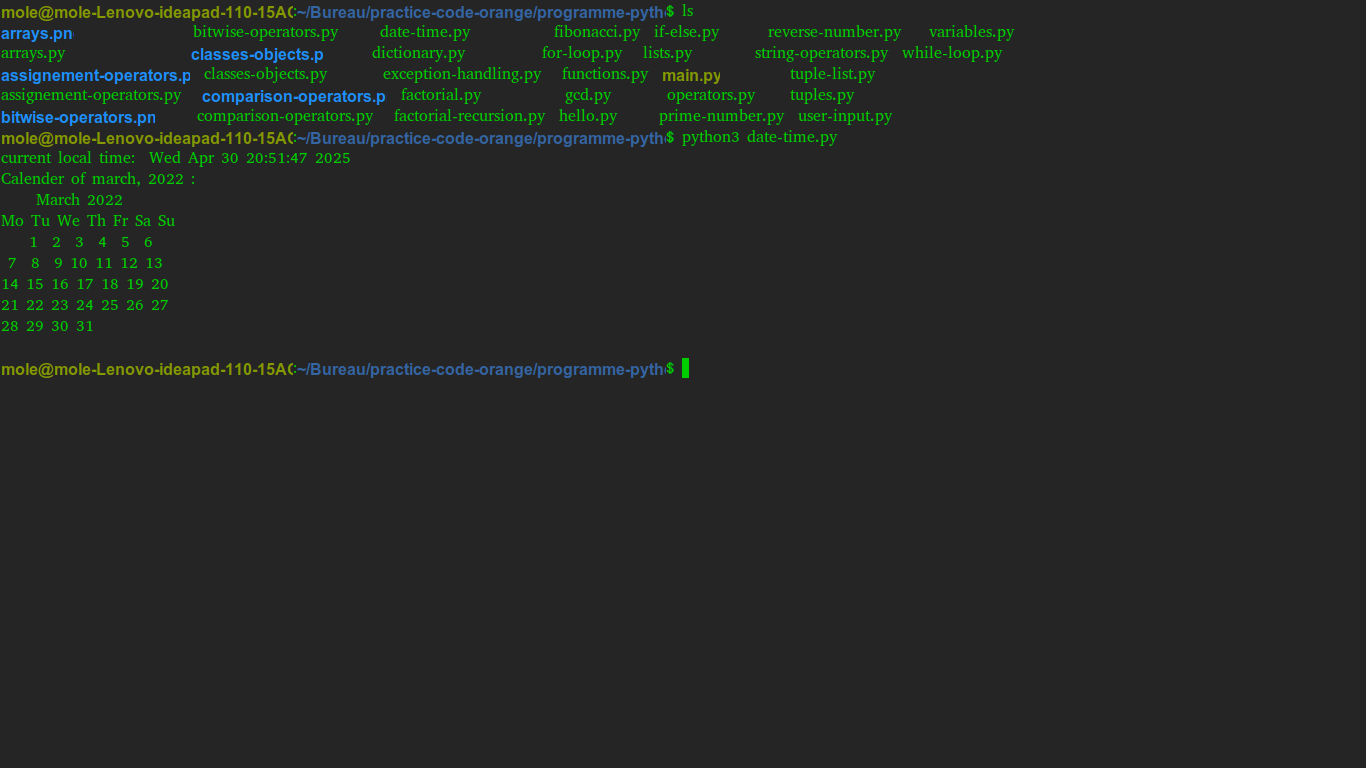 mole@mole-Lenovo-ideapad-110-15AC:~/Bureau/practice-code-orange/programme-pyth$ ls
arrays.pn bitwise-operators.py date-time.py fibonacci.py if-else.py reverse-number.py variables.py
arrays.py classes-objects.p dictionary.py for-loop.py lists.py string-operators.py while-loop.py
assignement-operators.p classes-objects.py exception-handling.py functions.py main.py tuple-list.py
assignement-operators.py comparison-operators.p factorial.py gcd.py operators.py tuples.py
bitwise-operators.pn comparison-operators.py factorial-recursion.py hello.py prime-number.py user-input.py
mole@mole-Lenovo-ideapad-110-15AC:~/Bureau/practice-code-orange/programme-pyth$ python3 date-time.py
current local time: Wed Apr 30 20:51:47 2025
Calender of march, 2022 :
March 2022
Mo Tu We Th Fr Sa Su
1 2 3 4 5 6
7 8 9 10 11 12 13
14 15 16 17 18 19 20
21 22 23 24 25 26 27
28 29 30 31
mole@mole-Lenovo-ideapad-110-15AC:~/Bureau/practice-code-orange/programme-pyth$